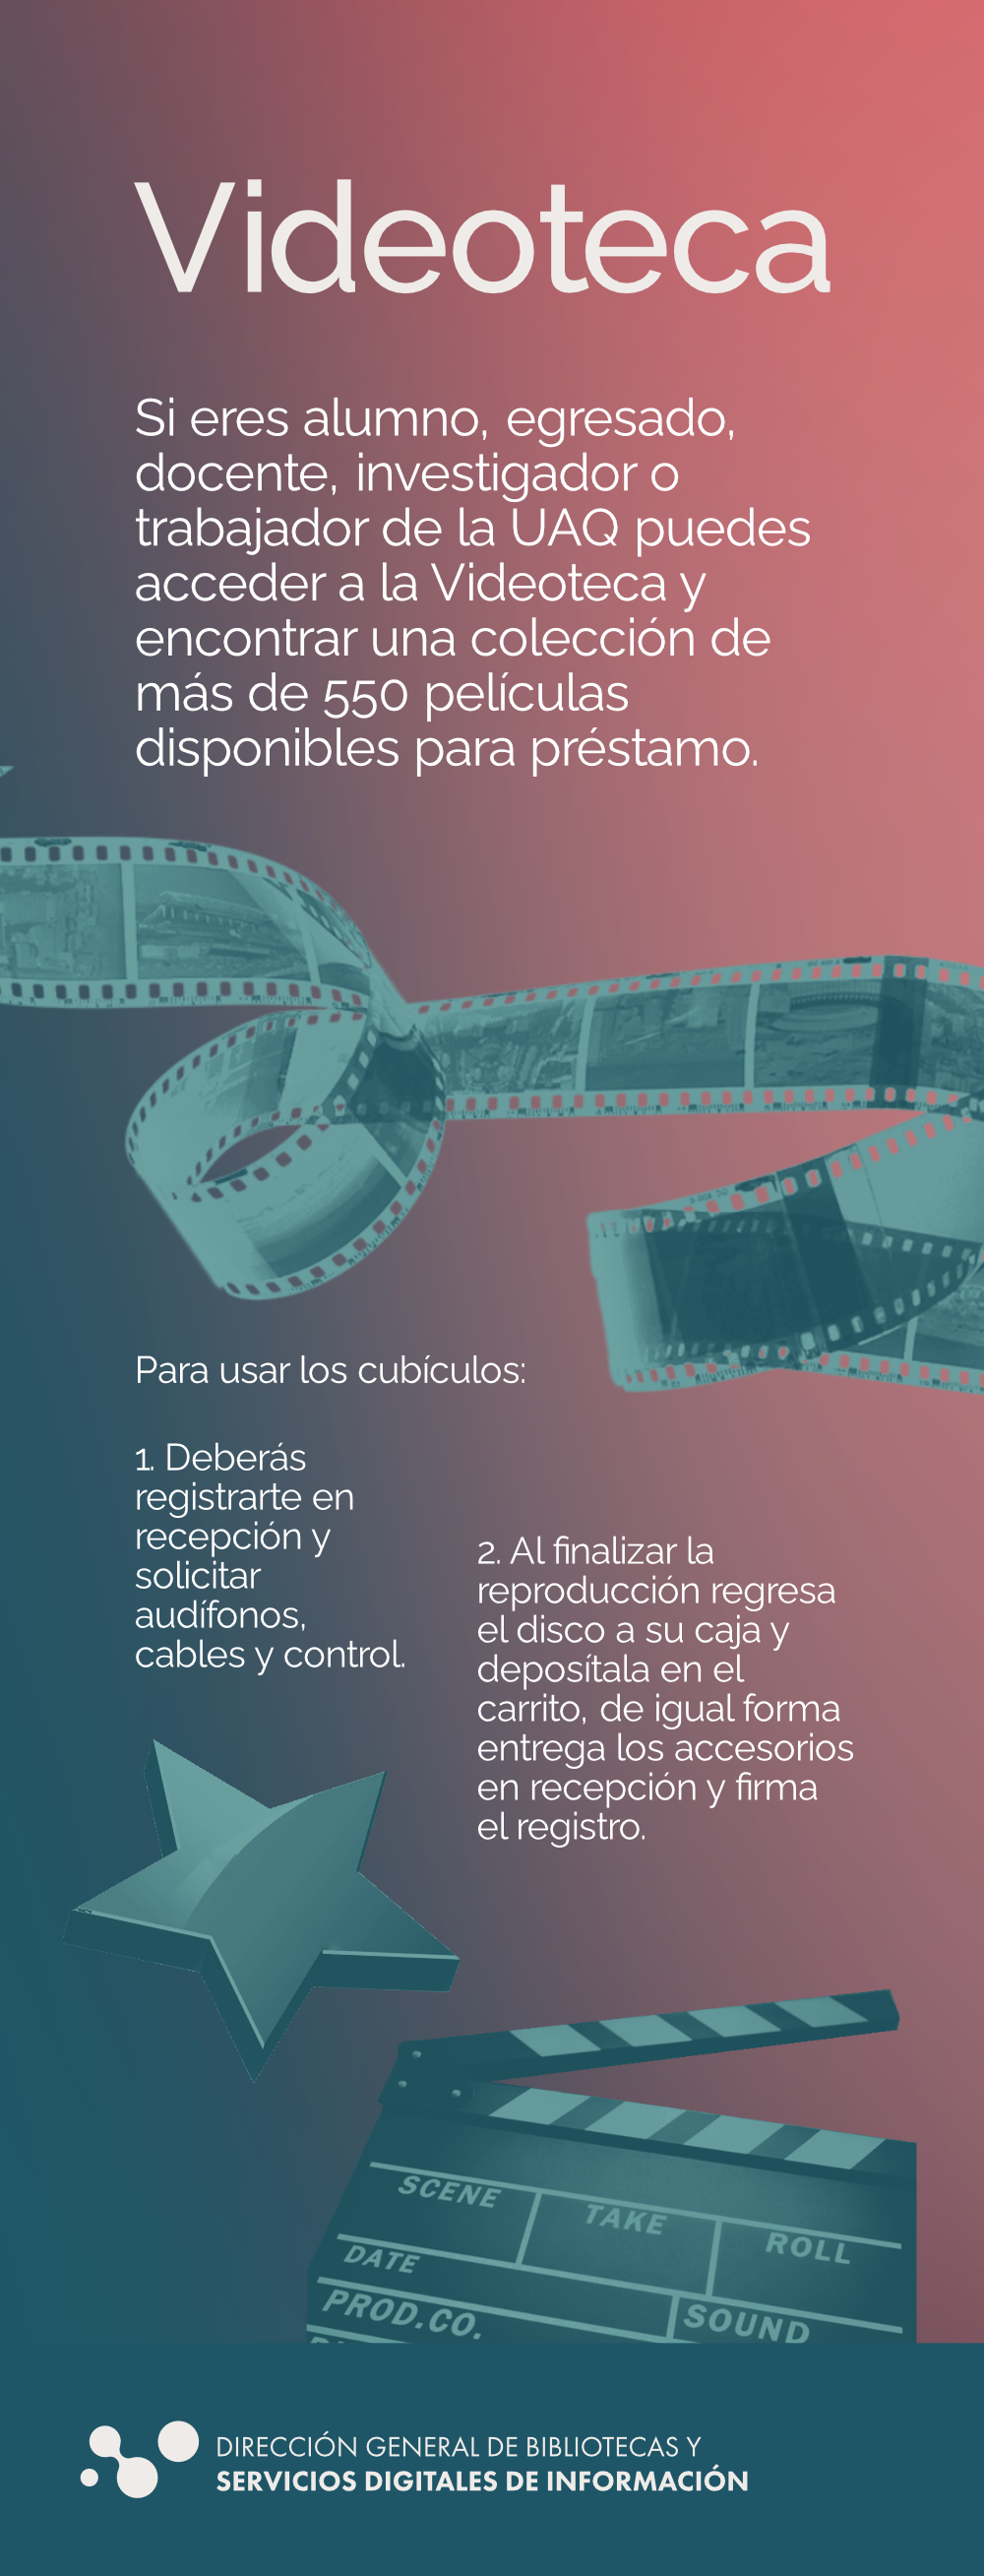 Videoteca
Si eres alumno, egresado,
docente, investigador o
trabajador de la UAQ puedes
acceder a la Videoteca y
encontrar una colección de
más de 550 películas
disponibles para préstamo.
Para usar los cubículos:
1. Deberás
registrarte en
recepción y
solicitar
audífonos,
cables y control.
2. Al finalizar la
reproducción regresa
el disco a su caja y
deposítala en el
carrito, de igual forma
entrega los accesorios
en recepción y firma
el registro.
SCENE
TAKE
ROLL
DATE
PROD.CO.
SOUND
DIRECCIÓN GENERAL DE BIBLIOTECAS Y
SERVICIOS DIGITALES DE INFORMACIÓN